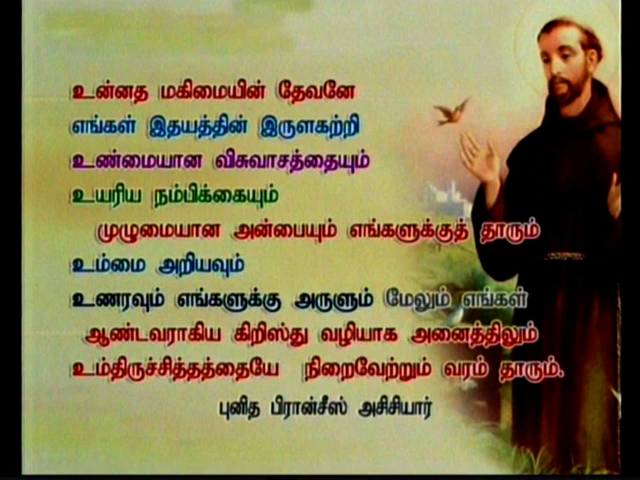 உன்னத மகிமையின் தேவனே
எங்கள் இதயத்தின் இருளகற்றி
உண்மையான விசுவாசத்தையும்
உயரிய நம்பிக்கையும்
முழுமையான அன்பையும் எங்களுக்குத் தாரும்
உம்மை அறியவும்
உணரவும் எங்களுக்கு அருளும் மேலும் எங்கள்
ஆண்டவராகிய கிறிஸ்து வழியாக அனைத்திலும்
உம்திருச்சித்தத்தையே நிறைவேற்றும் வரம் தாரும்.
புனித பிரான்சீஸ் அசிசியார்